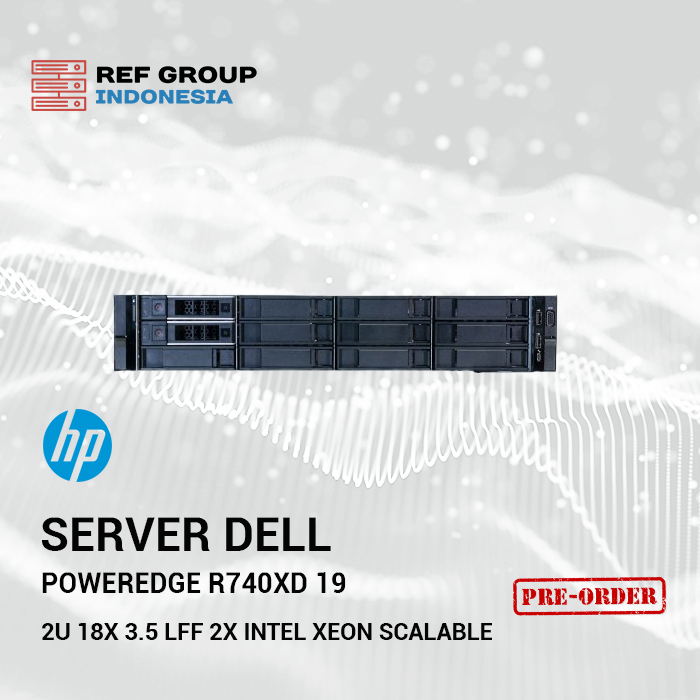 REF GROUP
INDONESIA
hp
SERVER DELL
POWEREDGE R740XD 19
PRE-ORDER
2U 18X 3.5 LFF 2X INTEL XEON SCALABLE